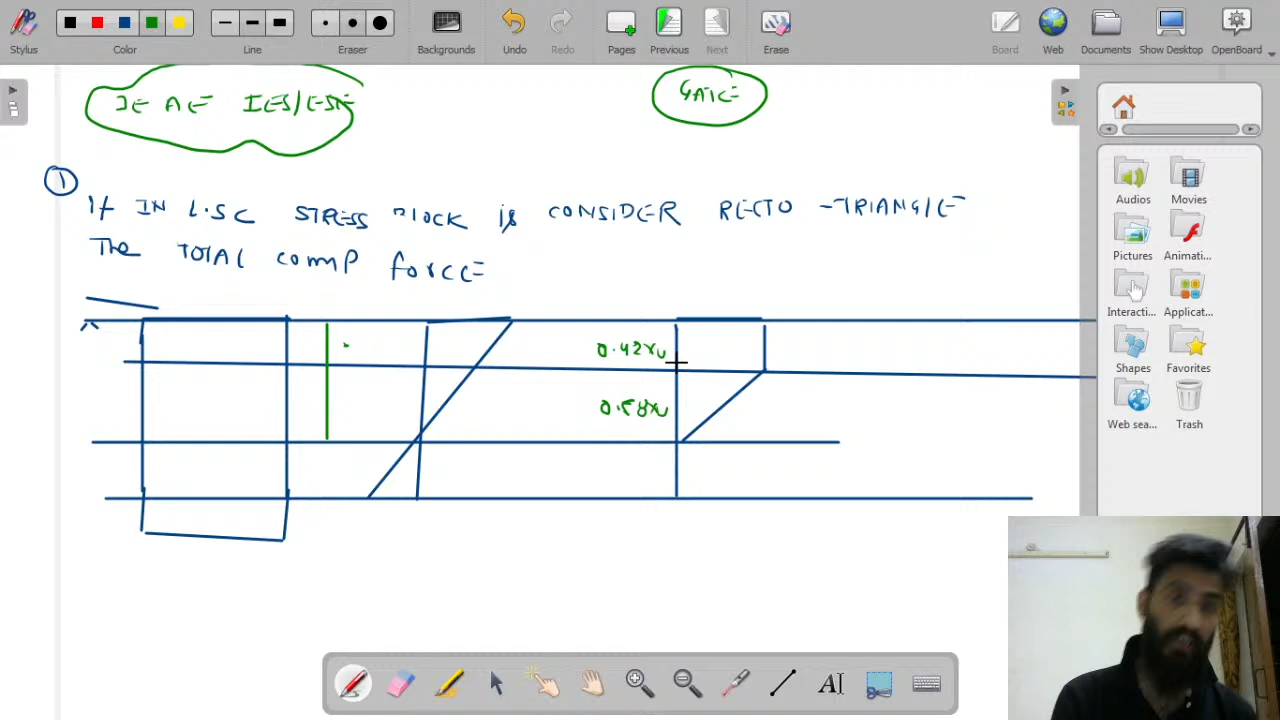 Stylus
Color
Line
Eraser
Backgrounds
Undo
Redo
Pages
Previous
Next
Erase
Board
Web
Documents
Show Desktop
OpenBoard
IES/ESE
GATE
①
If IN L.SC STRESS BLOCK is CONSIDER RECTO -TRIANGLE
The TOTAL comp forCE
0.42xu
0.58xu
Audios
Movies
Pictures
Animati...
Interacti...
Applicat...
Shapes
Favorites
Web sea...
Trash